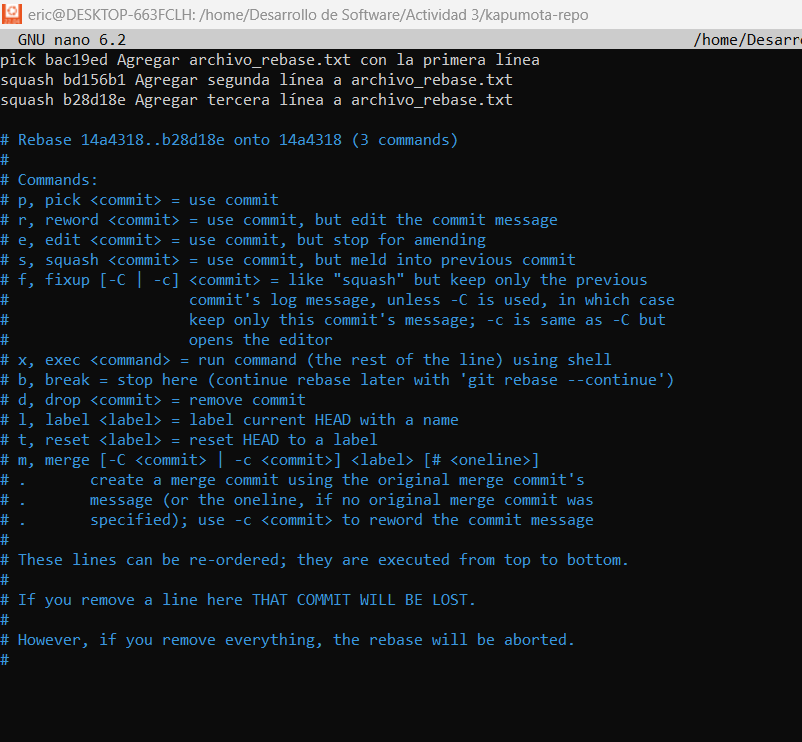 eric@DESKTOP-663FCLH: /home/Desarrollo de Software/Actividad 3/kapumota-repo
GNU nano 6.2 /home/Desarr
pick bac19ed Agregar archivo_rebase.txt con la primera línea
squash bd156b1 Agregar segunda línea a archivo_rebase.txt
squash b28d18e Agregar tercera línea a archivo_rebase.txt
# Rebase 14a4318..b28d18e onto 14a4318 (3 commands)
#
# Commands:
# p, pick <commit> = use commit
# r, reword <commit> = use commit, but edit the commit message
# e, edit <commit> = use commit, but stop for amending
# s, squash <commit> = use commit, but meld into previous commit
# f, fixup [-C | -c] <commit> = like "squash" but keep only the previous
#                    commit's log message, unless -C is used, in which case
#                    keep only this commit's message; -c is same as -C but
#                    opens the editor
# x, exec <command> = run command (the rest of the line) using shell
# b, break = stop here (continue rebase later with 'git rebase --continue')
# d, drop <commit> = remove commit
# l, label <label> = label current HEAD with a name
# t, reset <label> = reset HEAD to a label
# m, merge [-C <commit> | -c <commit>] <label> [# <oneline>]
# .       create a merge commit using the original merge commit's
# .       message (or the oneline, if no original merge commit was
# .       specified); use -c <commit> to reword the commit message
#
# These lines can be re-ordered; they are executed from top to bottom.
#
# If you remove a line here THAT COMMIT WILL BE LOST.
#
# However, if you remove everything, the rebase will be aborted.
#